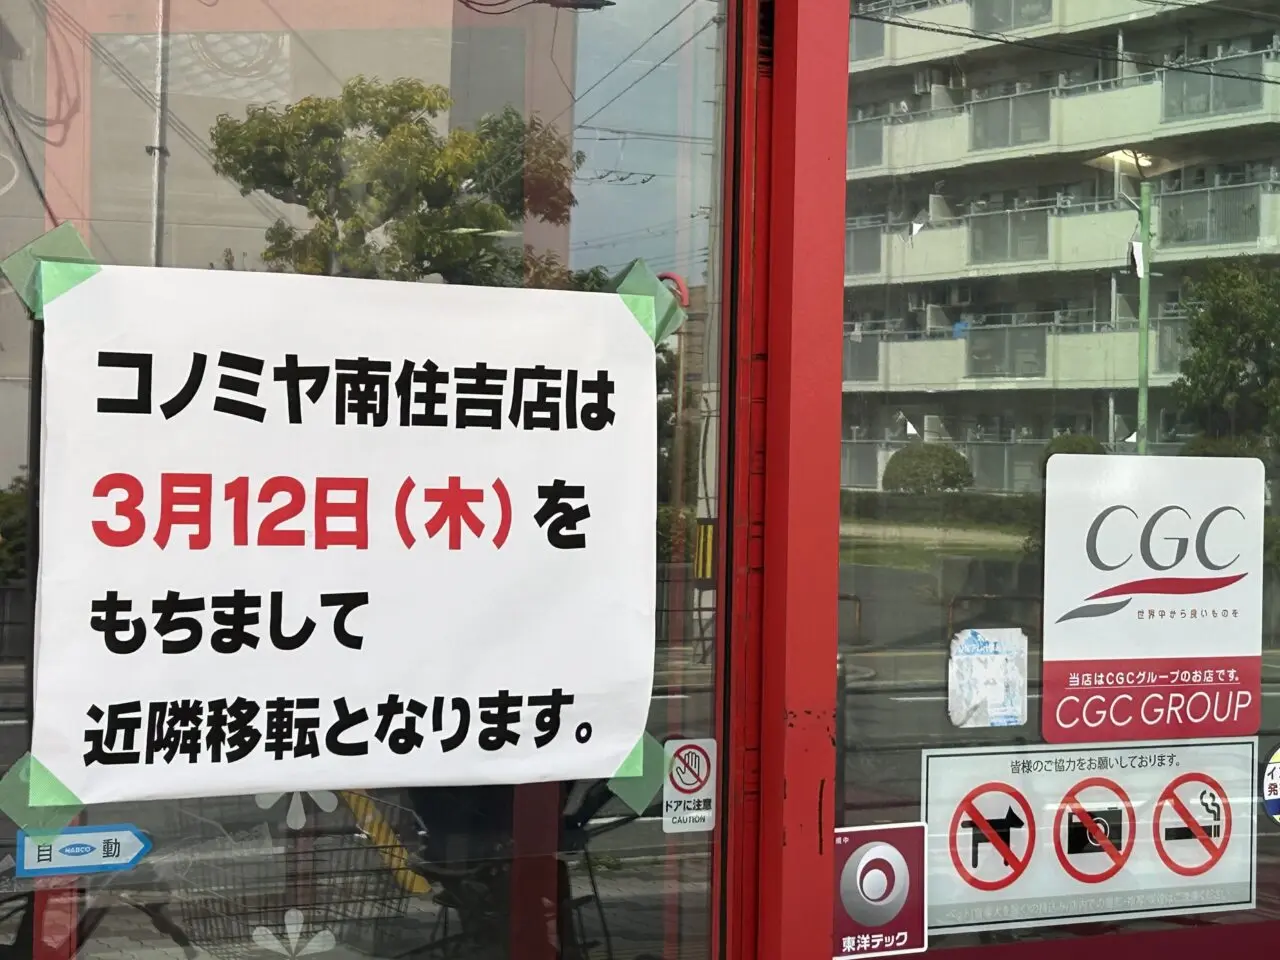 コノミヤ南住吉店は
3月12日（木）を
もちまして
近隣移転となります。
自 NABCO 動
ドアに注意
CAUTION
CGC
世界中から良いものを
当店はCGCグループのお店です。
CGC GROUP
皆様のご協力をお願いしております。
東洋テック